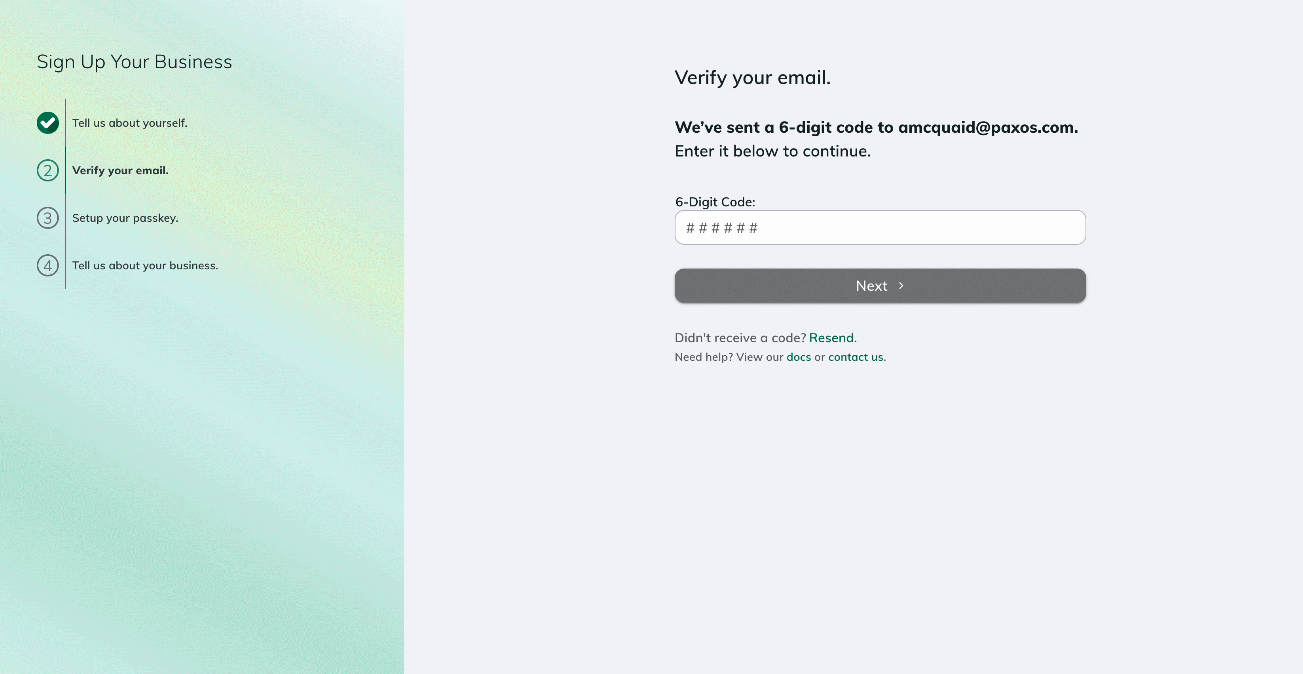 Sign Up Your Business
Tell us about yourself.
2 Verify your email.
3 Setup your passkey.
4 Tell us about your business.
Verify your email.
We’ve sent a 6-digit code to amcquaid@paxos.com.
Enter it below to continue.
6-Digit Code:
# # # # # #
Next
Didn't receive a code? Resend.
Need help? View our docs or contact us.